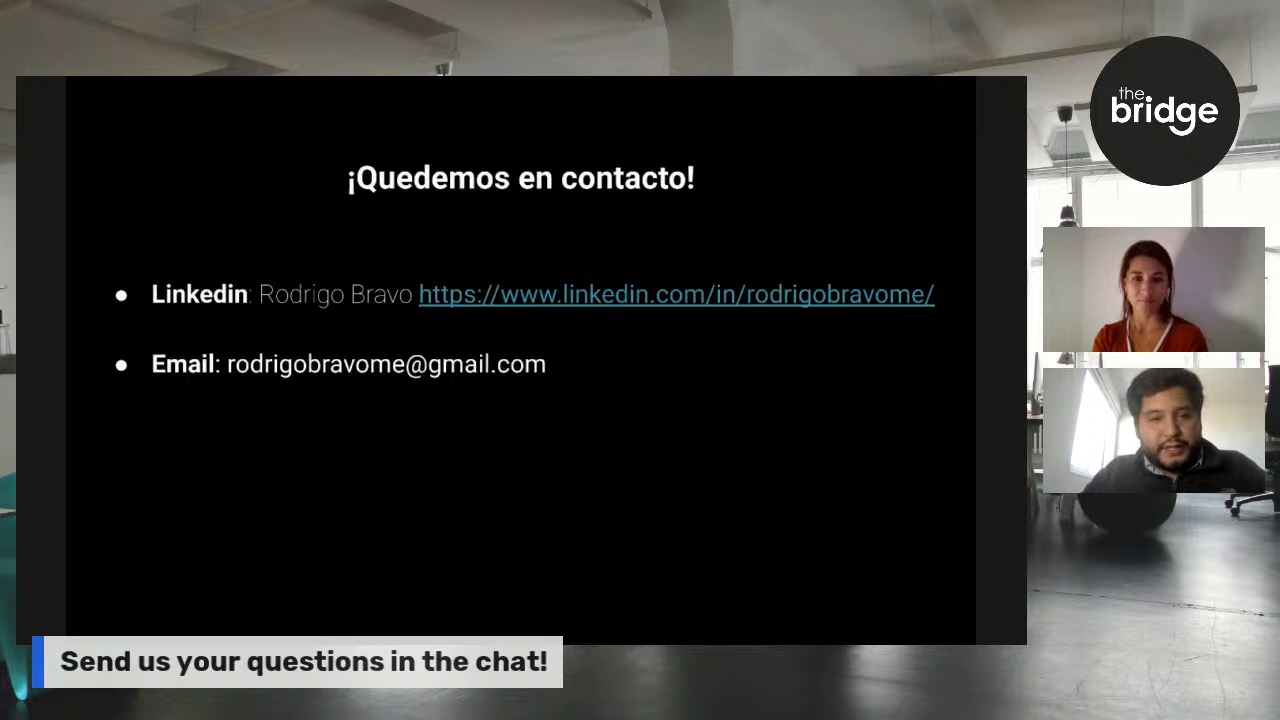 the
bridge
¡Quedemos en contacto!
● Linkedin: Rodrigo Bravo https://www.linkedin.com/in/rodrigobravome/
● Email: rodrigobravome@gmail.com
Send us your questions in the chat!